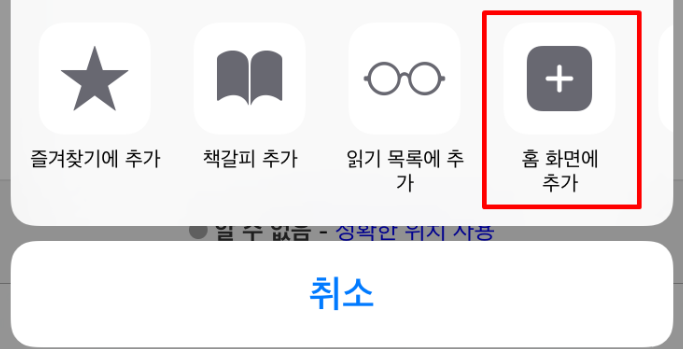 즐겨찾기에 추가
책갈피 추가
읽기 목록에 추
가
홈 화면에
추가
알 수 없음 - 정확한 위치 사용
취소